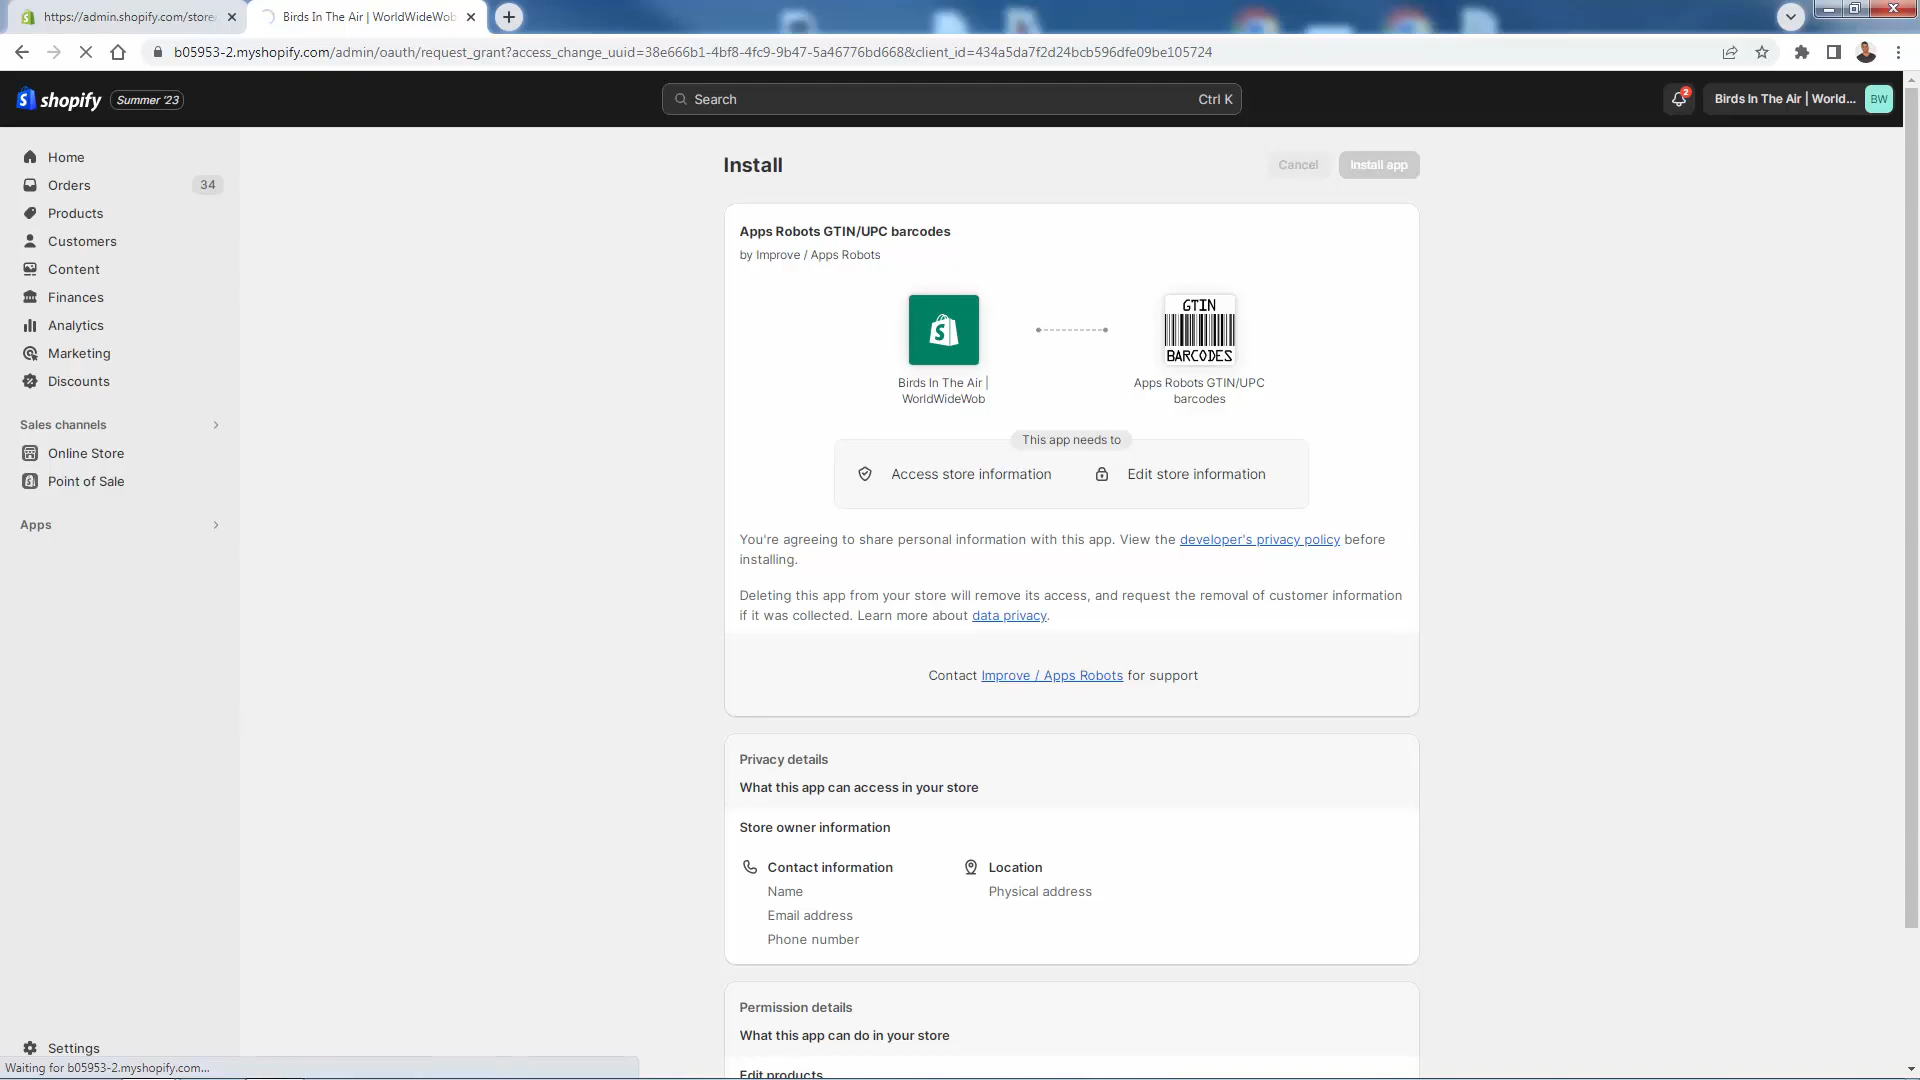 https://admin.shopify.com/store
Birds In The Air | WorldWideWob
b05953-2.myshopify.com/admin/oauth/request_grant?access_change_uuid=38e666b1-4bf8-4fc9-9b47-5a46776bd668&client_id=434a5da7f2d24bcb596dfe09be105724
shopify
Summer '23
Search
Ctrl K
2
Birds In The Air | World...
BW
Home
Orders
34
Products
Customers
Content
Finances
Analytics
Marketing
Discounts
Sales channels
Online Store
Point of Sale
Apps
Settings
Install
Cancel
Install app
Apps Robots GTIN/UPC barcodes
by Improve / Apps Robots
GTIN
BARCODES
Birds In The Air |
WorldWideWob
Apps Robots GTIN/UPC
barcodes
This app needs to
Access store information
Edit store information
You're agreeing to share personal information with this app. View the developer's privacy policy before
installing.
Deleting this app from your store will remove its access, and request the removal of customer information
if it was collected. Learn more about data privacy.
Contact Improve / Apps Robots for support
Privacy details
What this app can access in your store
Store owner information
Contact information
Name
Email address
Phone number
Location
Physical address
Permission details
What this app can do in your store
Edit products
Waiting for b05953-2.myshopify.com...